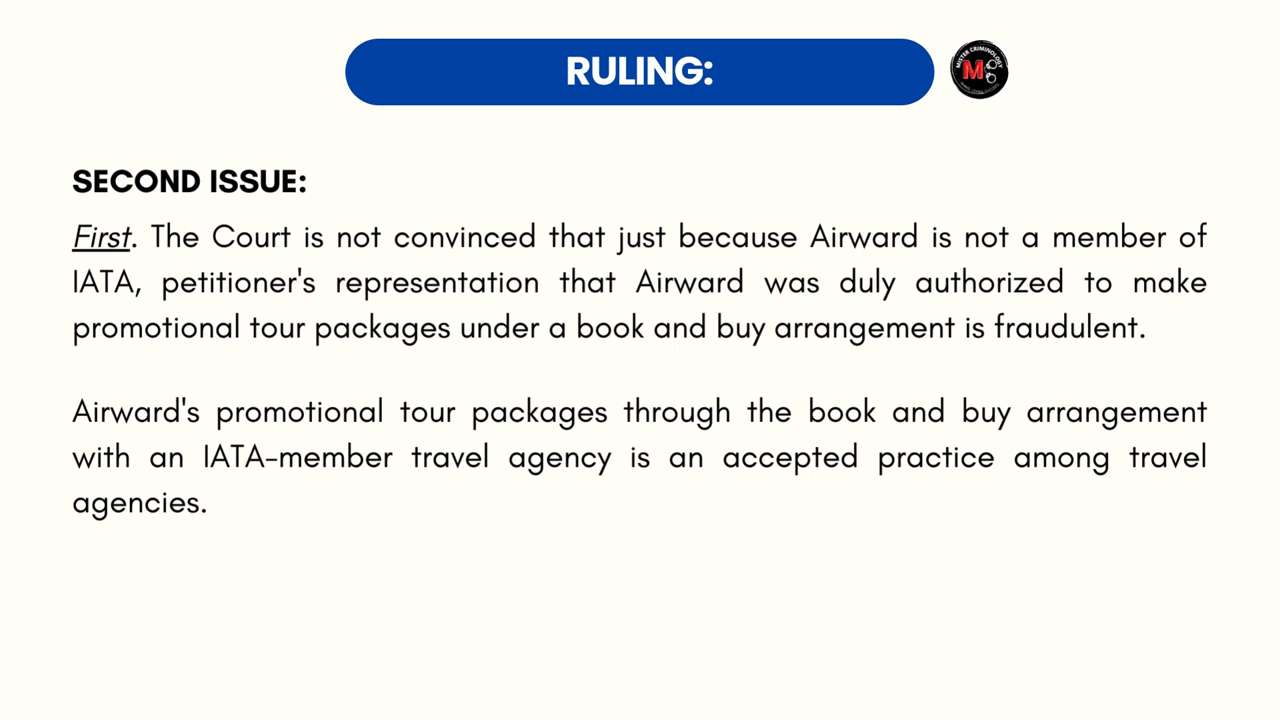 RULING:
MISTER CRIMINOLOGY
M
SECOND ISSUE:
First. The Court is not convinced that just because Airward is not a member of
IATA, petitioner's representation that Airward was duly authorized to make
promotional tour packages under a book and buy arrangement is fraudulent.
Airward's promotional tour packages through the book and buy arrangement
with an IATA-member travel agency is an accepted practice among travel
agencies.